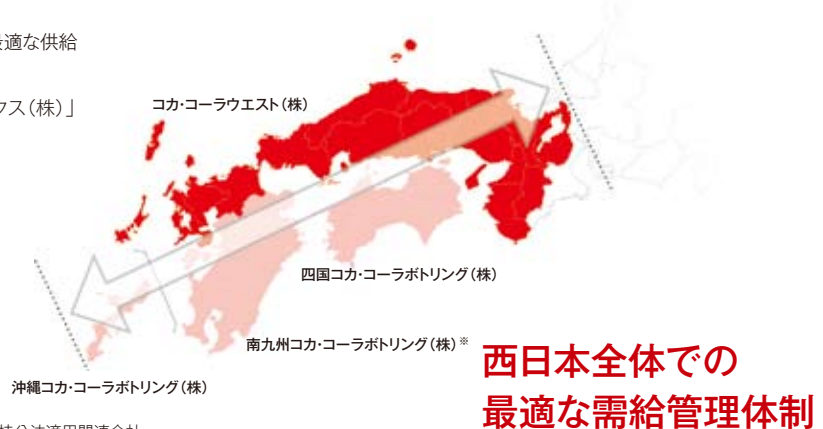 適な供給
クス（株）」
コカ・コーラウエスト（株）
四国コカ・コーラボトリング（株）
南九州コカ・コーラボトリング（株）※
西日本全体での
最適な需給管理体制
沖縄コカ・コーラボトリング（株）